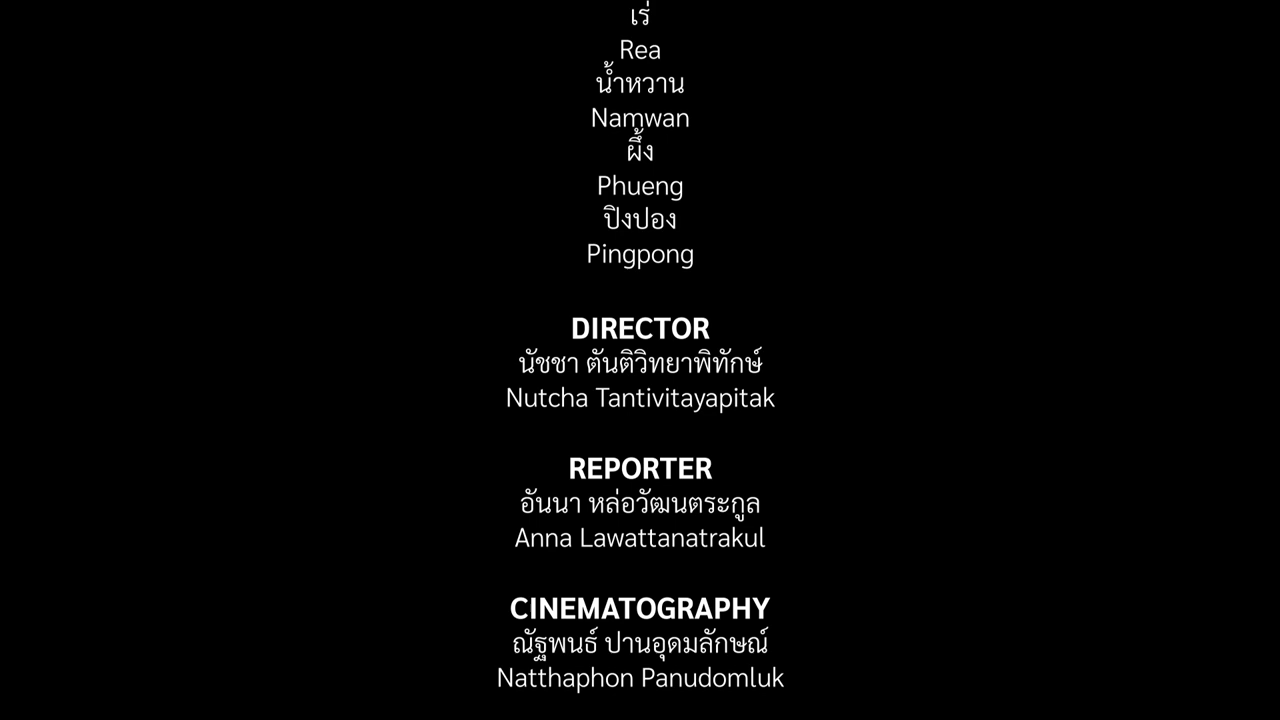 เร่
Rea
น้ำหวาน
Namwan
ผึ้ง
Phueng
ปิงปอง
Pingpong
DIRECTOR
นัชชา ตันติวิทยาพิทักษ์
Nutcha Tantivitayapitak
REPORTER
อันนา หล่อวัฒนตระกูล
Anna Lawattanatrakul
CINEMATOGRAPHY
ณัฐพนธ์ ปานอุดมลักษณ์
Natthaphon Panudomluk